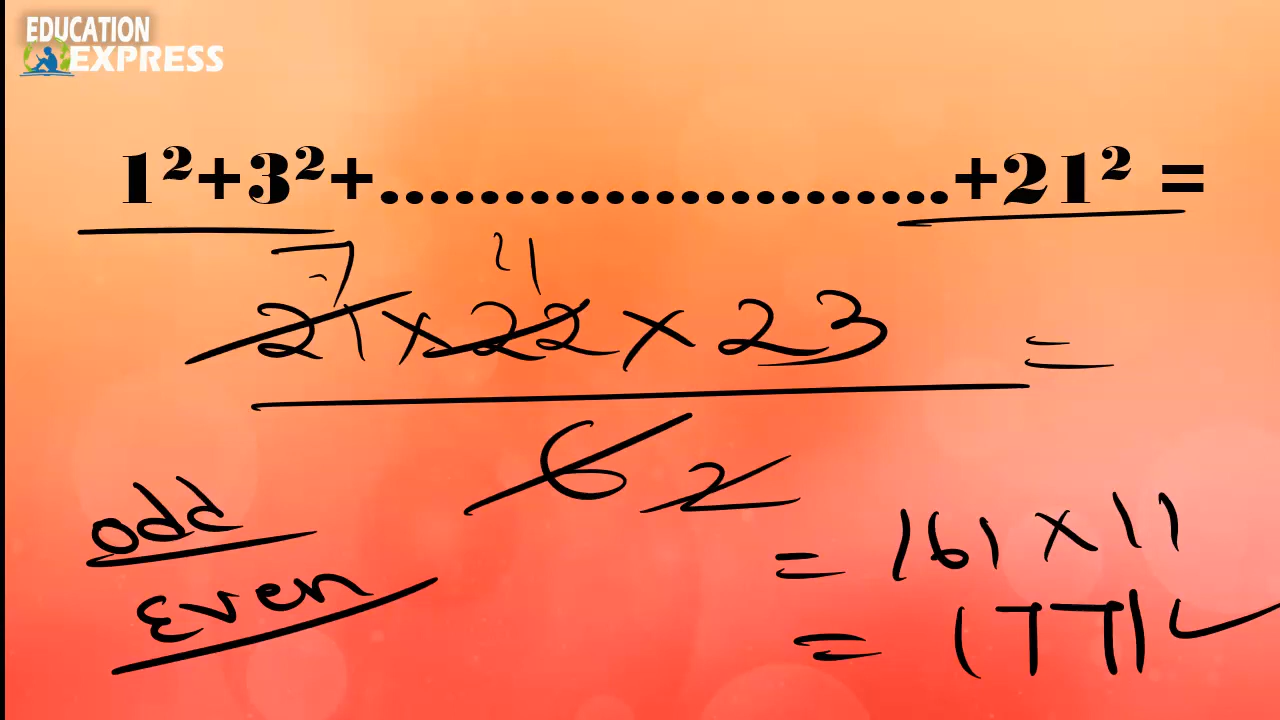 EDUCATION
EXPRESS
1²+3²+.......................+21² =
7 11
21 × 22 × 23 =
6 2
odd
Even
= 161 × 11
= 1771 ✓